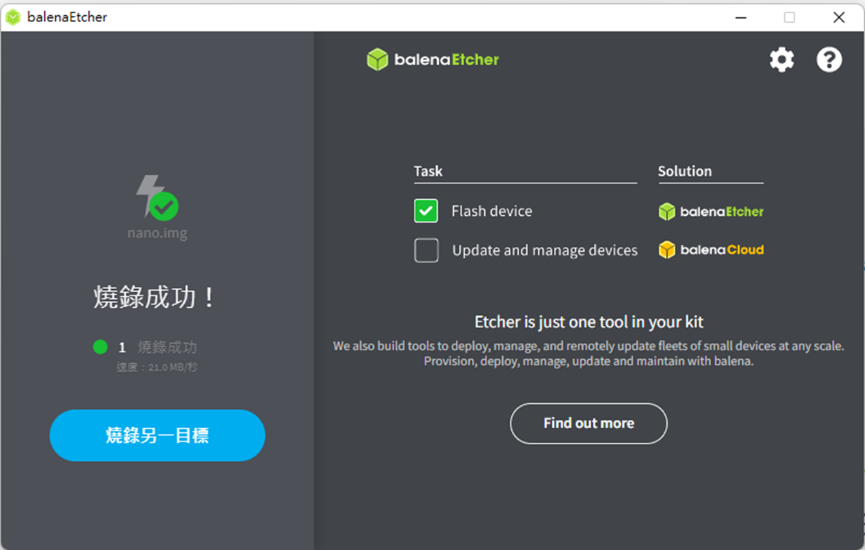 balenaEtcher
balenaEtcher
nano.img
燒錄成功！
1 燒錄成功
速度：21.0 MB/秒
燒錄另一目標
Task Solution
Flash device balenaEtcher
Update and manage devices balenaCloud
Etcher is just one tool in your kit
We also build tools to deploy, manage, and remotely update fleets of small devices at any scale.
Provision, deploy, manage, update and maintain with balena.
Find out more